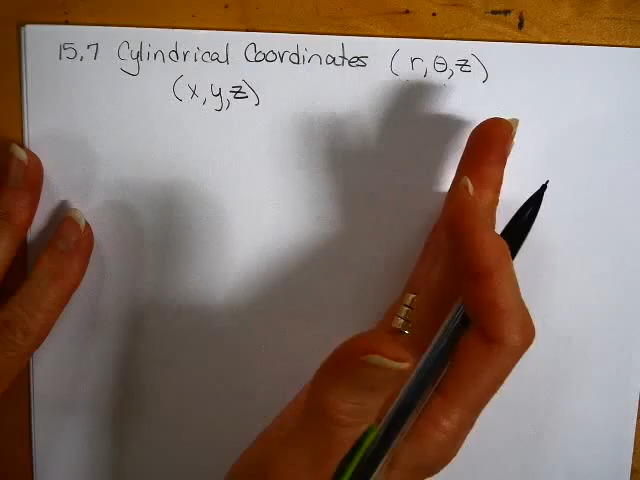 15.7 Cylindrical Coordinates (r, θ, z)
(x, y, z)